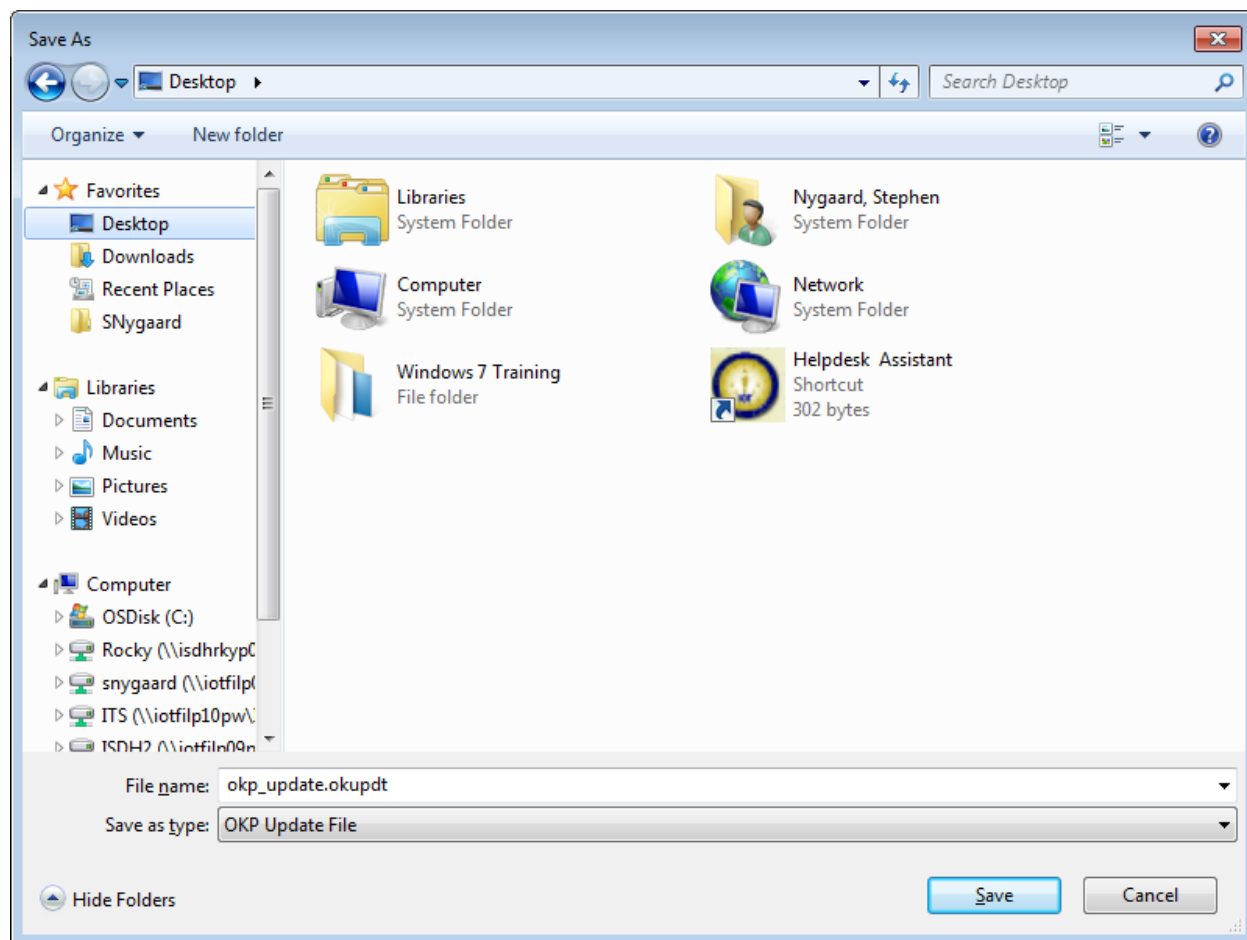 Save As
Desktop
Search Desktop
Organize
New folder
Favorites
Desktop
Downloads
Recent Places
SNygaard
Libraries
Documents
Music
Pictures
Videos
Computer
OSDisk (C:)
Rocky (\\isdhrkyp0
snygaard (\\iotfilp0
ITS (\\iotfilp10pw\
ISDH2 (\\iotfilp09p
Libraries
System Folder
Nygaard, Stephen
System Folder
Computer
System Folder
Network
System Folder
Windows 7 Training
File folder
Helpdesk Assistant
Shortcut
302 bytes
File name: okp_update.okupdt
Save as type: OKP Update File
Hide Folders
Save
Cancel